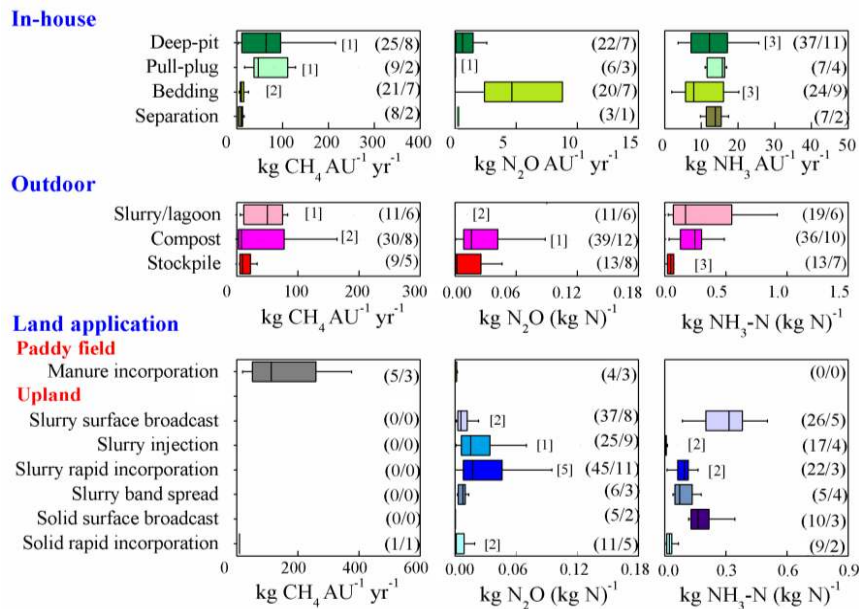 In-house
Deep-pit [1] (25/8) (22/7) [3] (37/11)
Pull-plug [1] (9/2) [1] (6/3) (7/4)
Bedding [2] (21/7) (20/7) [3] (24/9)
Separation (8/2) (3/1) (7/2)
0 100 200 300 400 0 5 10 15 0 10 20 30 40 50
kg CH₄ AU⁻¹ yr⁻¹ kg N₂O AU⁻¹ yr⁻¹ kg NH₃ AU⁻¹ yr⁻¹
Outdoor
Slurry/lagoon [1] (11/6) [2] (11/6) (19/6)
Compost [2] (30/8) [1] (39/12) (36/10)
Stockpile (9/5) (13/8) [3] (13/7)
0 100 200 300 0.00 0.06 0.12 0.18 0.0 0.5 1.0 1.5
kg CH₄ AU⁻¹ yr⁻¹ kg N₂O (kg N)⁻¹ kg NH₃-N (kg N)⁻¹
Land application
Paddy field
Manure incorporation (5/3) (4/3) (0/0)
Upland
Slurry surface broadcast (0/0) [2] (37/8) (26/5)
Slurry injection (0/0) [1] (25/9) [2] (17/4)
Slurry rapid incorporation (0/0) [5] (45/11) [2] (22/3)
Slurry band spread (0/0) (6/3) (5/4)
Solid surface broadcast (0/0) (5/2) (10/3)
Solid rapid incorporation (1/1) [2] (11/5) (9/2)
0 200 400 600 0.00 0.06 0.12 0.18 0.0 0.3 0.6 0.9
kg CH₄ AU⁻¹ yr⁻¹ kg N₂O (kg N)⁻¹ kg NH₃-N (kg N)⁻¹